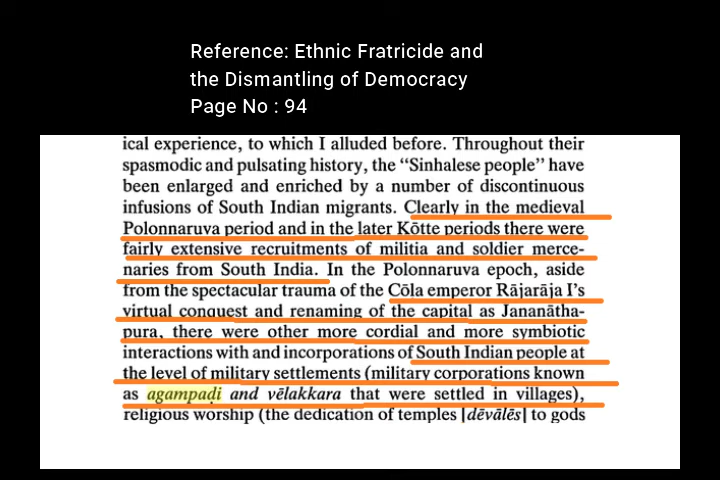 Reference: Ethnic Fratricide and
the Dismantling of Democracy
Page No : 94
ical experience, to which I alluded before. Throughout their
spasmodic and pulsating history, the “Sinhalese people” have
been enlarged and enriched by a number of discontinuous
infusions of South Indian migrants. Clearly in the medieval
Polonnaruva period and in the later Kōtte periods there were
fairly extensive recruitments of militia and soldier merce-
naries from South India. In the Polonnaruva epoch, aside
from the spectacular trauma of the Cōla emperor Rājarāja I’s
virtual conquest and renaming of the capital as Jananātha-
pura, there were other more cordial and more symbiotic
interactions with and incorporations of South Indian people at
the level of military settlements (military corporations known
as agampaḍi and vēlakkara that were settled in villages),
religious worship (the dedication of temples [dēvālēs] to gods